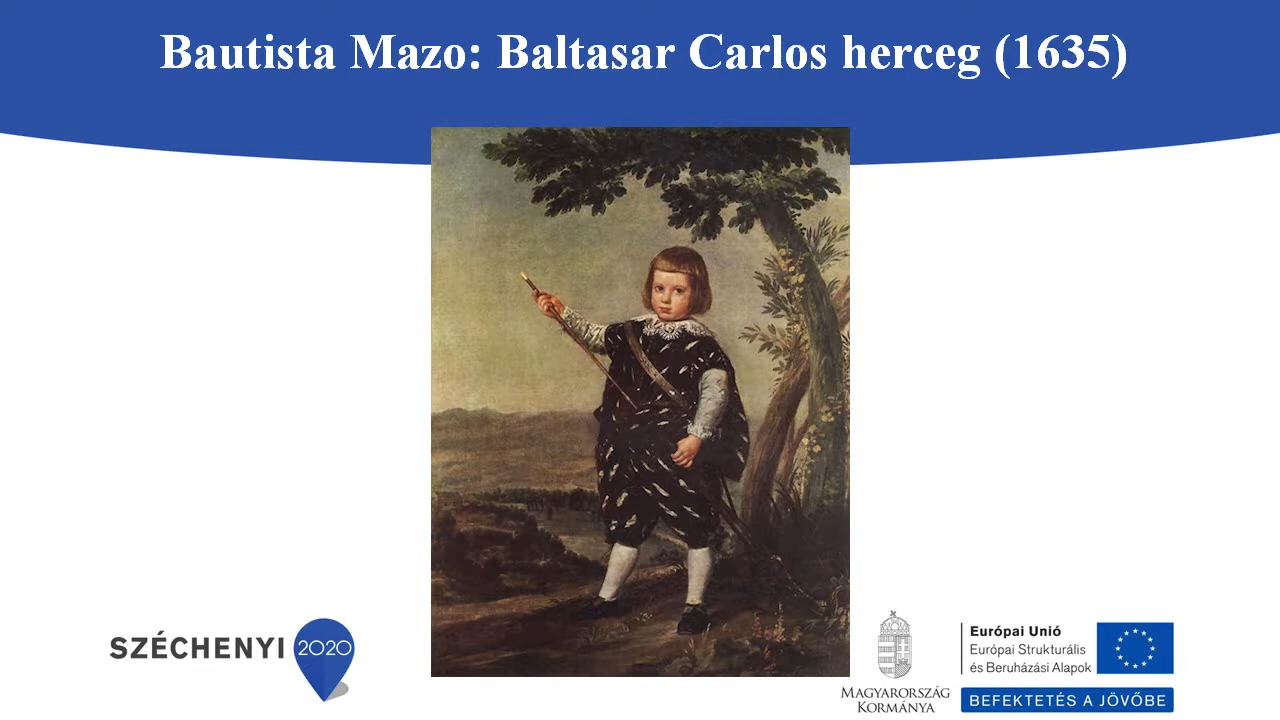 Bautista Mazo: Baltasar Carlos herceg (1635)
SZÉCHENYI 2020
MAGYARORSZÁG
KORMÁNYA
Európai Unió
Európai Strukturális
és Beruházási Alapok
BEFEKTETÉS A JÖVŐBE